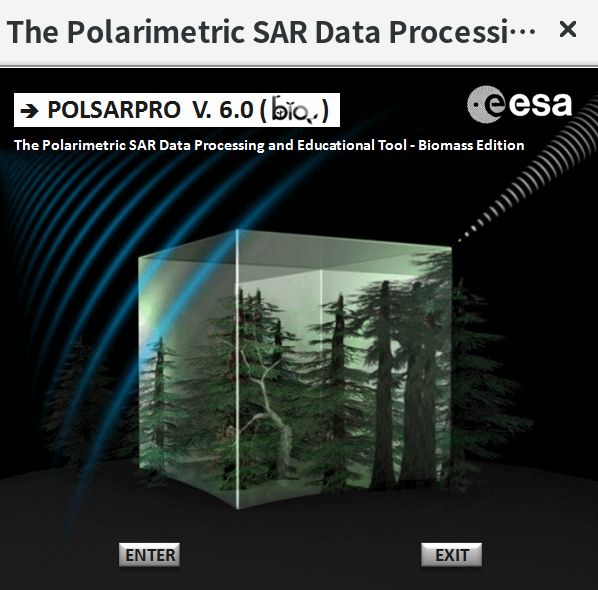 The Polarimetric SAR Data Processi...
➔ POLSARPRO V. 6.0 ( bio )
esa
The Polarimetric SAR Data Processing and Educational Tool - Biomass Edition
ENTER
EXIT